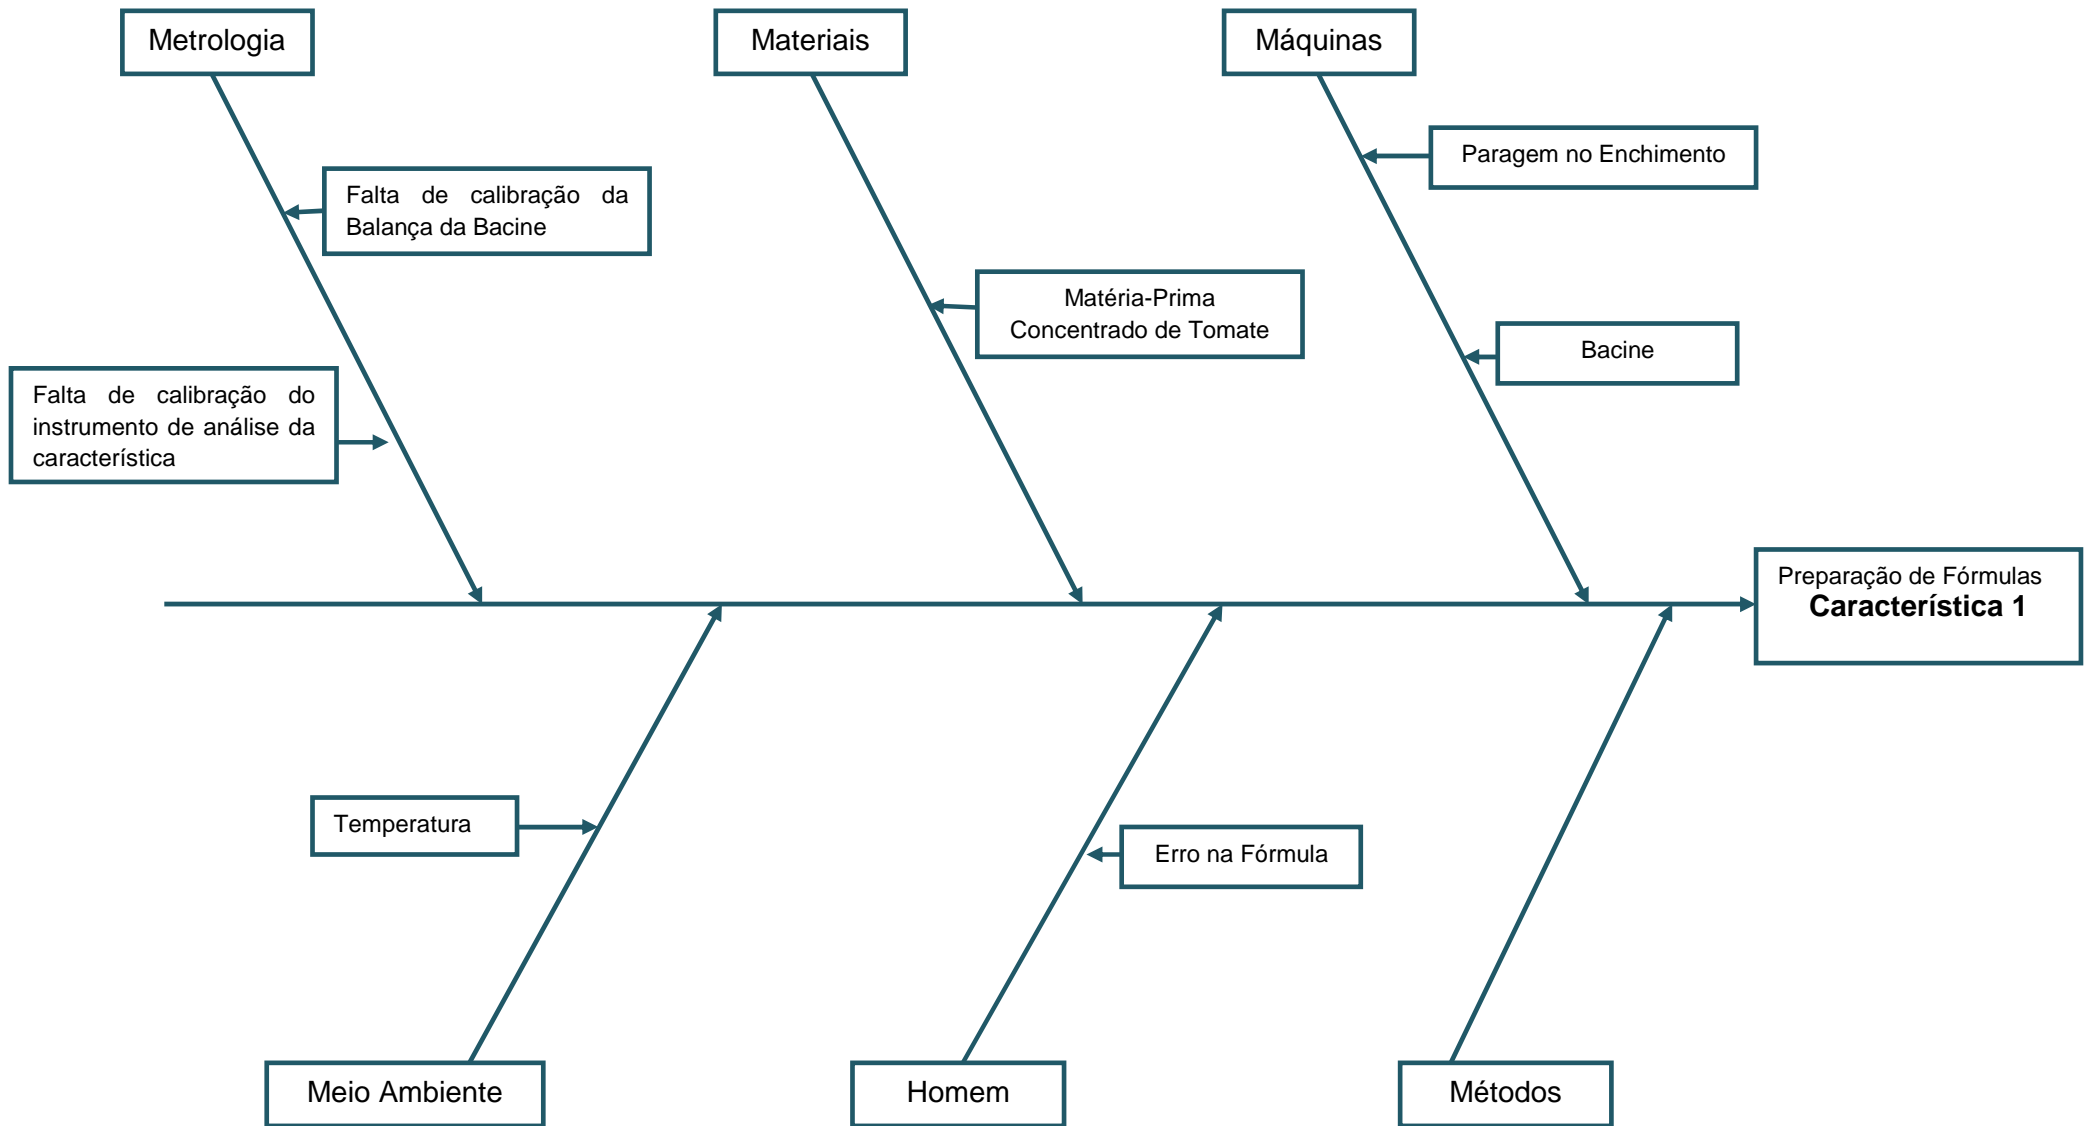 Metrologia
Materiais
Máquinas
Paragem no Enchimento
Falta de calibração da
Balança da Bacine
Matéria-Prima
Concentrado de Tomate
Bacine
Falta de calibração do
instrumento de análise da
característica
Preparação de Fórmulas
Característica 1
Temperatura
Erro na Fórmula
Meio Ambiente
Homem
Métodos